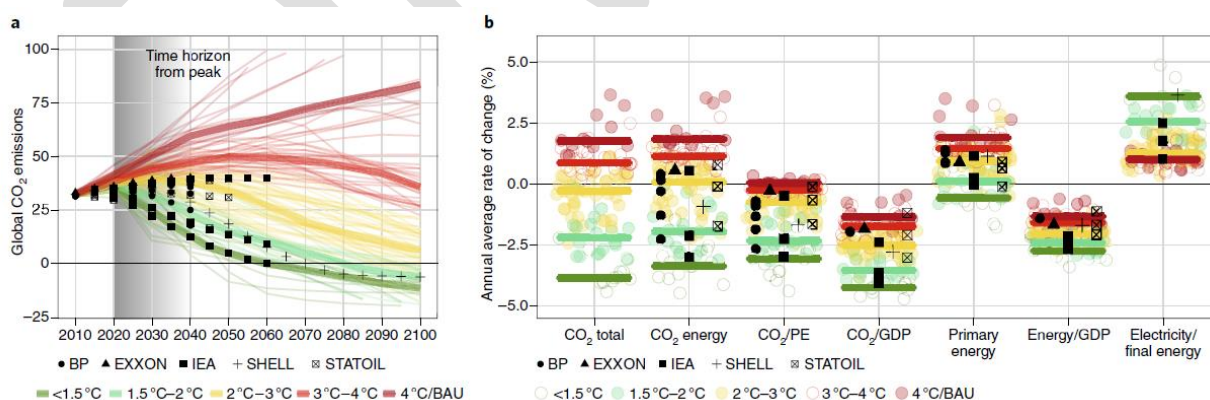 a
Global CO2 emissions
100
75
50
25
0
−25
Time horizon
from peak
2010 2020 2030 2040 2050 2060 2070 2080 2090 2100
BP EXXON IEA SHELL STATOIL
<1.5 °C 1.5 °C–2 °C 2 °C–3 °C 3 °C–4 °C 4 °C/BAU
b
Annual average rate of change (%)
5.0
2.5
0.0
−2.5
−5.0
CO2 total CO2 energy CO2/PE CO2/GDP Primary energy Energy/GDP Electricity/
final energy
BP EXXON IEA SHELL STATOIL
<1.5 °C 1.5 °C–2 °C 2 °C–3 °C 3 °C–4 °C 4 °C/BAU